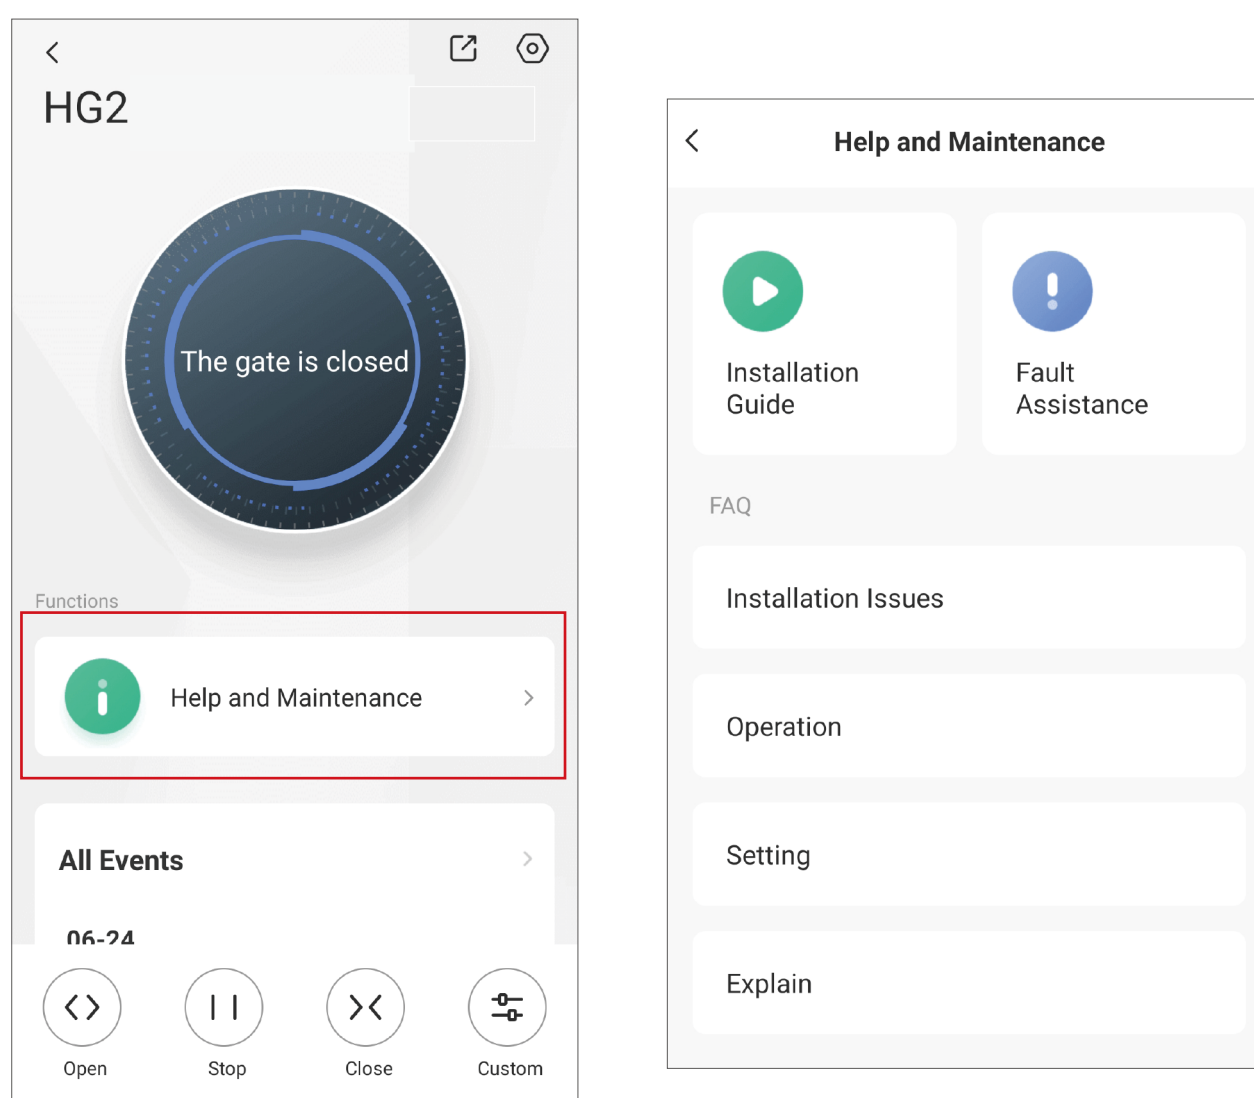 HG2
The gate is closed
Functions
Help and Maintenance
All Events
06-24
Open
Stop
Close
Custom
Help and Maintenance
Installation
Guide
Fault
Assistance
FAQ
Installation Issues
Operation
Setting
Explain